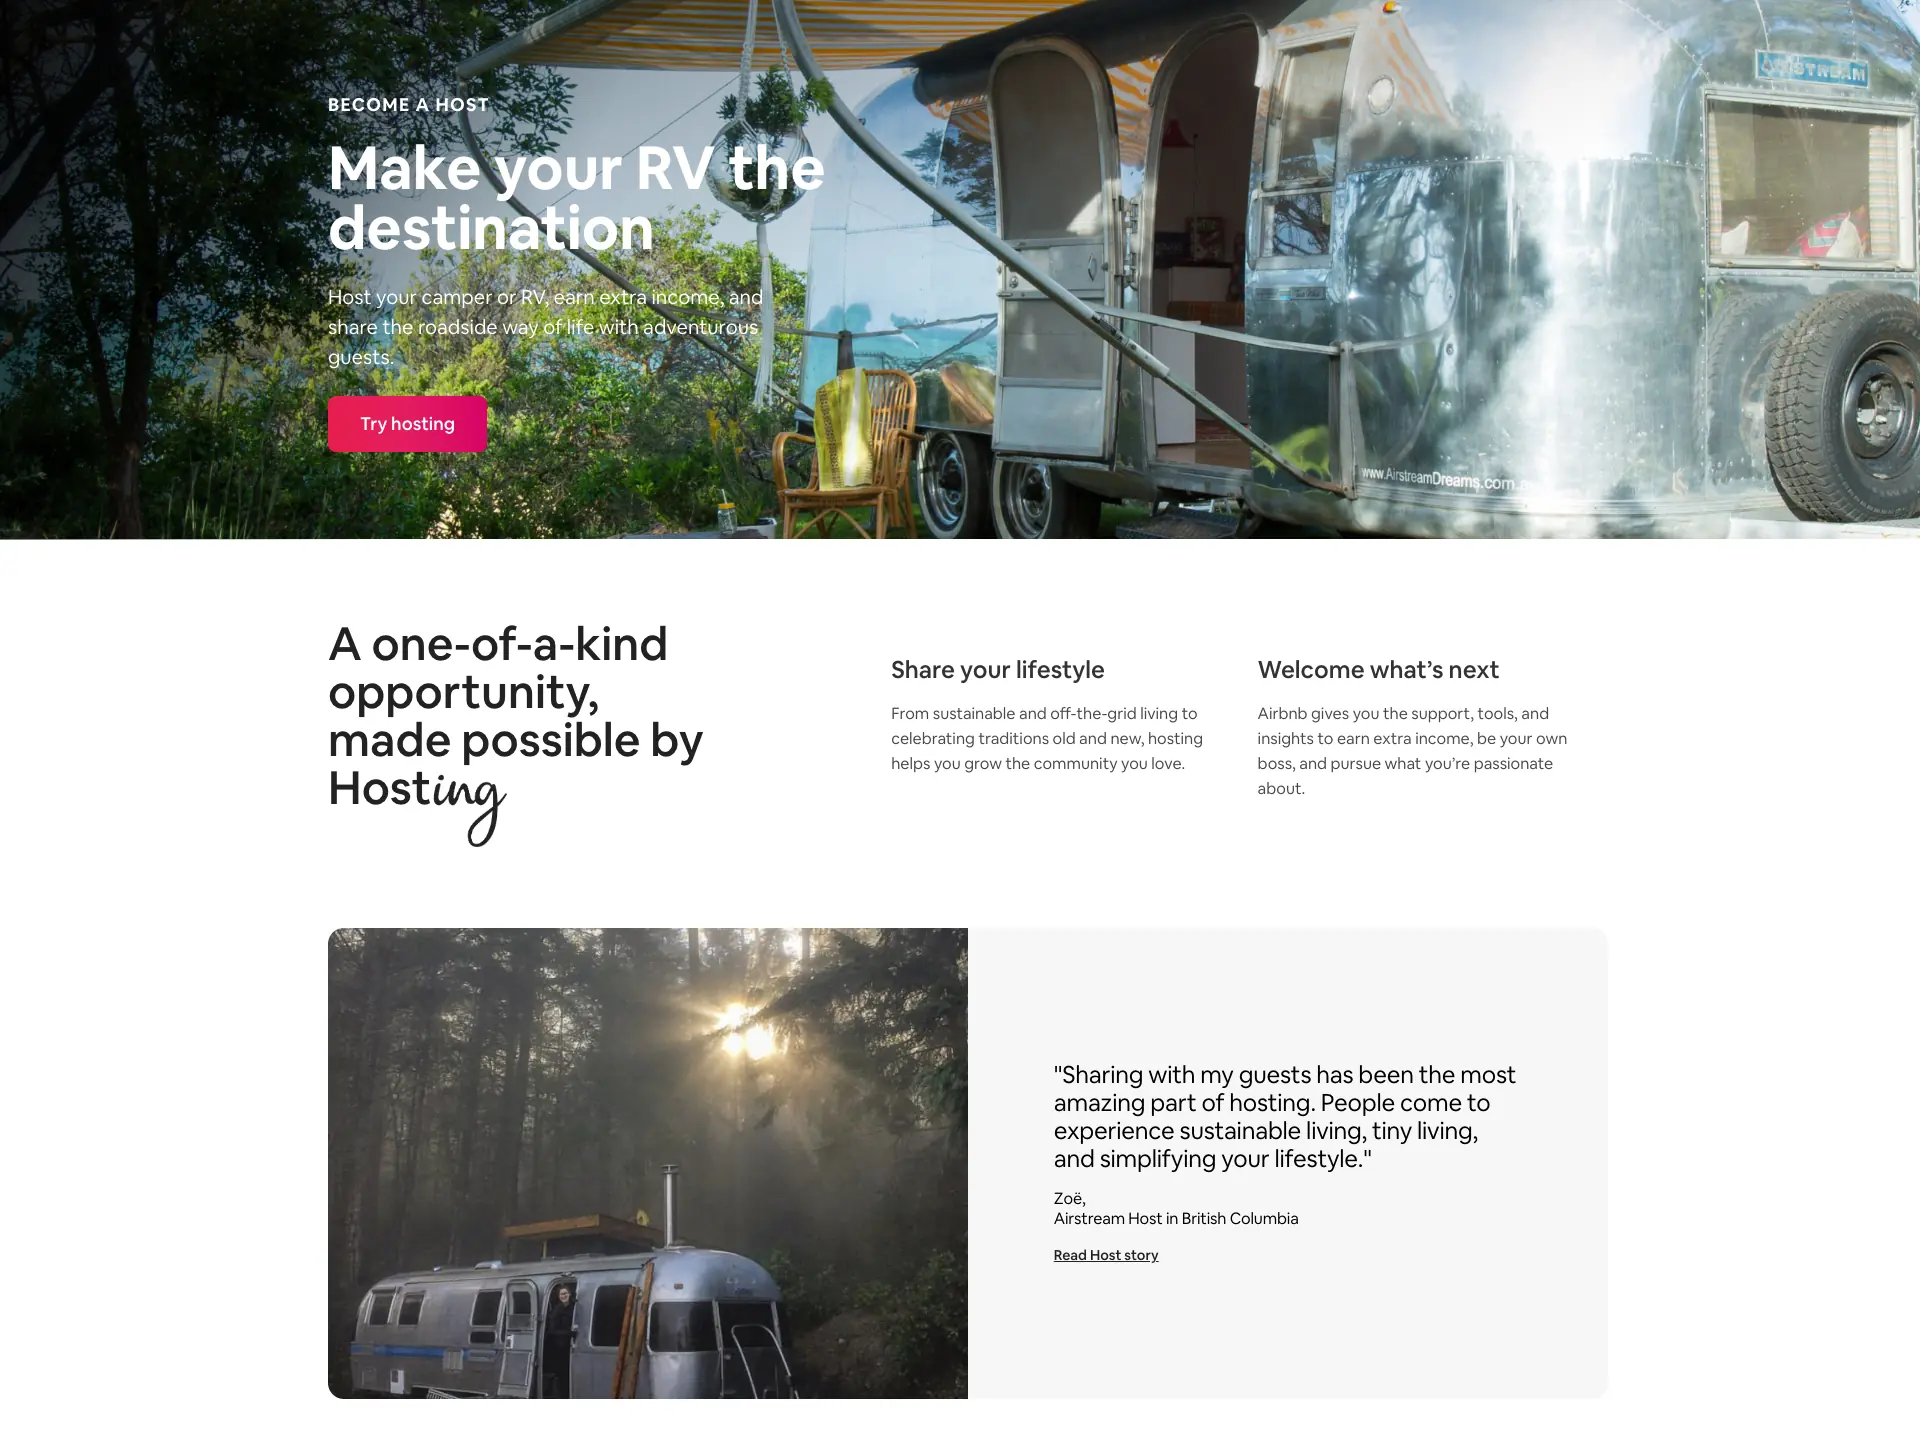 AIRSTREAM
BECOME A HOST
Make your RV the
destination
Host your camper or RV, earn extra income, and
share the roadside way of life with adventurous
guests.
Try hosting
www.AirstreamDreams.com.au
A one-of-a-kind
opportunity,
made possible by
Hosting
Share your lifestyle
From sustainable and off-the-grid living to
celebrating traditions old and new, hosting
helps you grow the community you love.
Welcome what’s next
Airbnb gives you the support, tools, and
insights to earn extra income, be your own
boss, and pursue what you’re passionate
about.
"Sharing with my guests has been the most
amazing part of hosting. People come to
experience sustainable living, tiny living,
and simplifying your lifestyle."
Zoë,
Airstream Host in British Columbia
Read Host story